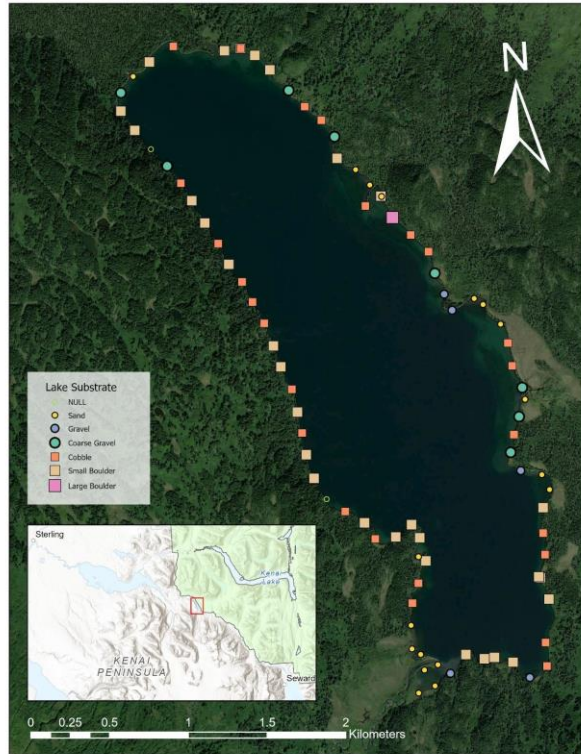 N
Lake Substrate
NULL
Sand
Gravel
Coarse Gravel
Cobble
Small Boulder
Large Boulder
Sterling
Kenai
Lake
KENAI
PENINSULA
Seward
0 0.25 0.5 1 1.5 2
Kilometers